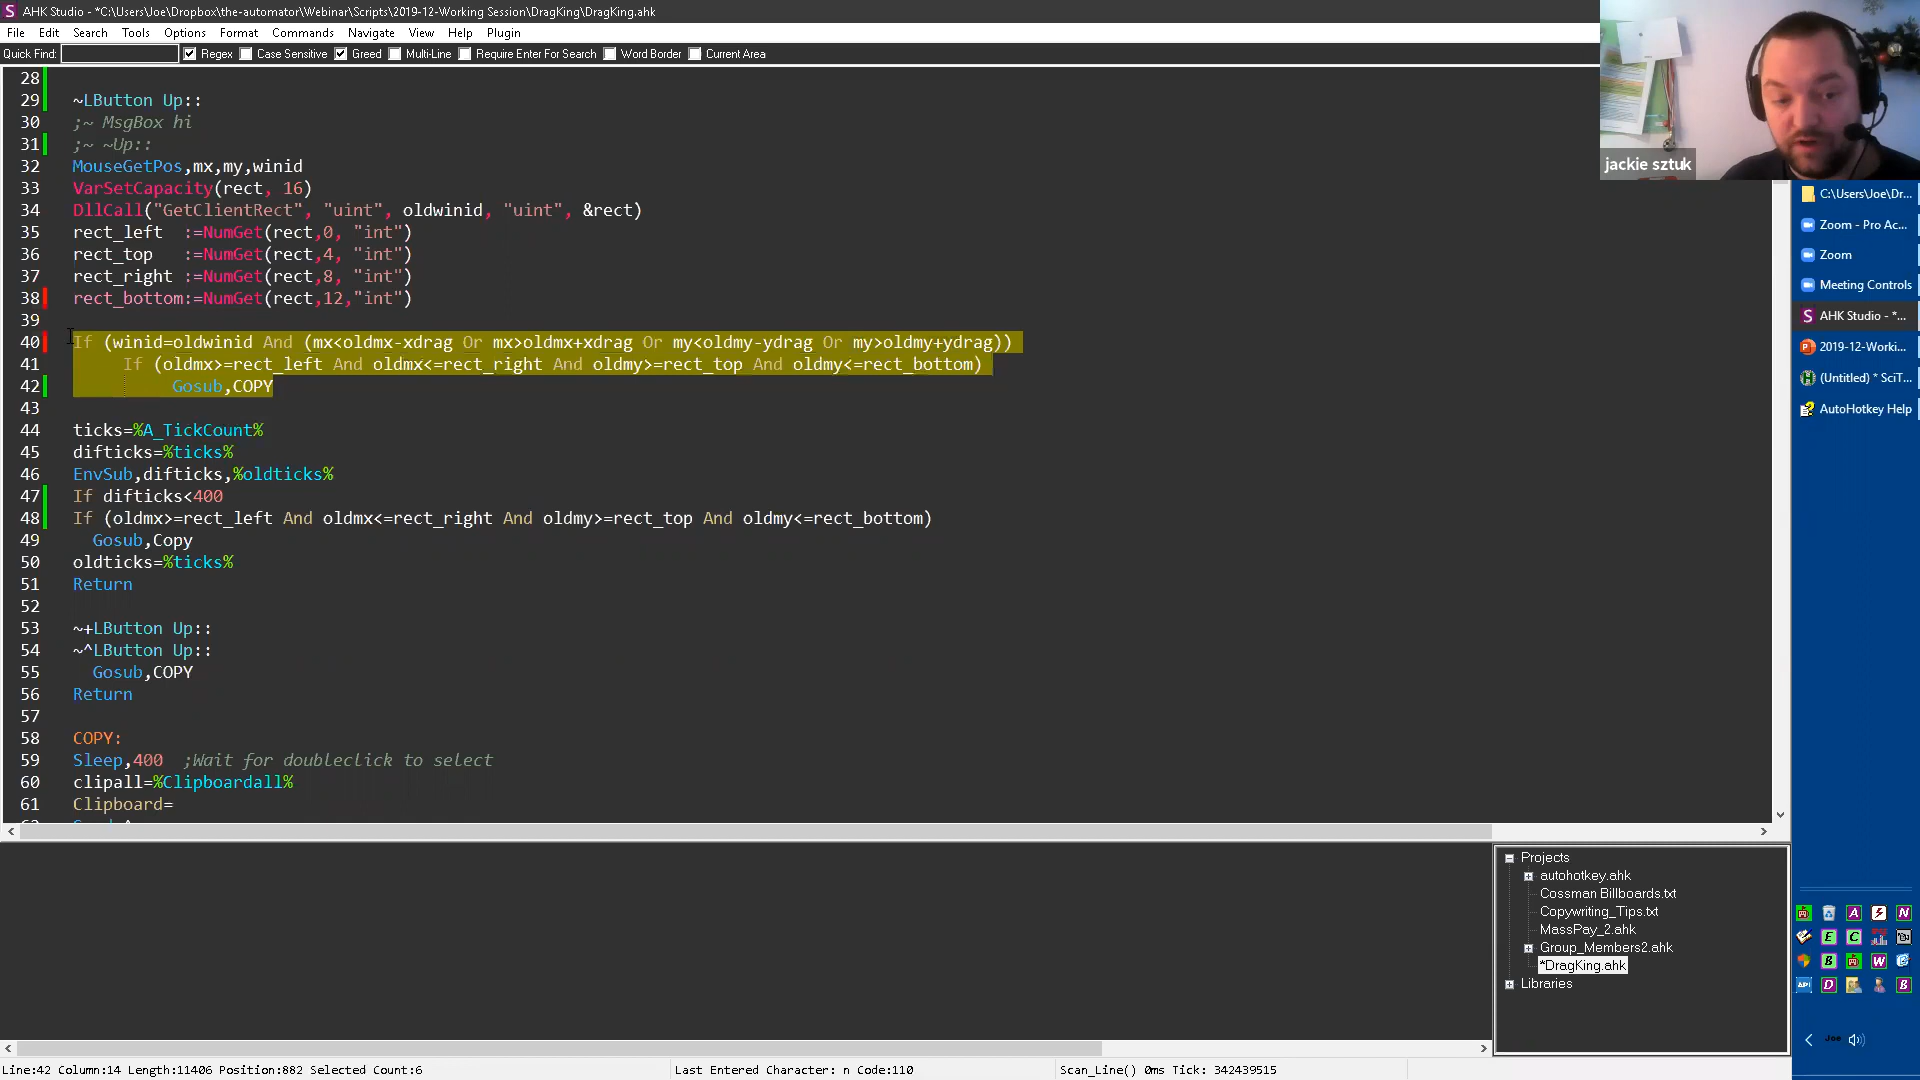 AHK Studio - *C:\Users\Joe\Dropbox\the-automator\Webinar\Scripts\2019-12-Working Session\DragKing\DragKing.ahk
File Edit Search Tools Options Format Commands Navigate View Help Plugin
Quick Find: Regex Case Sensitive Greed Multi-Line Require Enter For Search Word Border Current Area
28
29 ~LButton Up::
30 ;~ MsgBox hi
31 ;~ ~Up::
32 MouseGetPos,mx,my,winid
33 VarSetCapacity(rect, 16)
34 DllCall("GetClientRect", "uint", oldwinid, "uint", &rect)
35 rect_left  :=NumGet(rect,0, "int")
36 rect_top   :=NumGet(rect,4, "int")
37 rect_right :=NumGet(rect,8, "int")
38 rect_bottom:=NumGet(rect,12,"int")
39
40 If (winid=oldwinid And (mx<oldmx-xdrag Or mx>oldmx+xdrag Or my<oldmy-ydrag Or my>oldmy+ydrag))
41 If (oldmx>=rect_left And oldmx<=rect_right And oldmy>=rect_top And oldmy<=rect_bottom)
42 Gosub,COPY
43
44 ticks=%A_TickCount%
45 difticks=%ticks%
46 EnvSub,difticks,%oldticks%
47 If difticks<400
48 If (oldmx>=rect_left And oldmx<=rect_right And oldmy>=rect_top And oldmy<=rect_bottom)
49 Gosub,Copy
50 oldticks=%ticks%
51 Return
52
53 ~+LButton Up::
54 ~^LButton Up::
55 Gosub,COPY
56 Return
57
58 COPY:
59 Sleep,400  ;Wait for doubleclick to select
60 clipall=%Clipboardall%
61 Clipboard=
jackie sztuk
C:\Users\Joe\Dr...
Zoom - Pro Ac...
Zoom
Meeting Controls
AHK Studio - *...
2019-12-Worki...
(Untitled) * SciT...
AutoHotkey Help
Projects
autohotkey.ahk
Cossman Billboards.txt
Copywriting_Tips.txt
MassPay_2.ahk
Group_Members2.ahk
*DragKing.ahk
Libraries
A N
E C
B W
API D B
Joe
Line:42 Column:14 Length:11406 Position:882 Selected Count:6
Last Entered Character: n Code:110
Scan_Line() 0ms Tick: 342439515